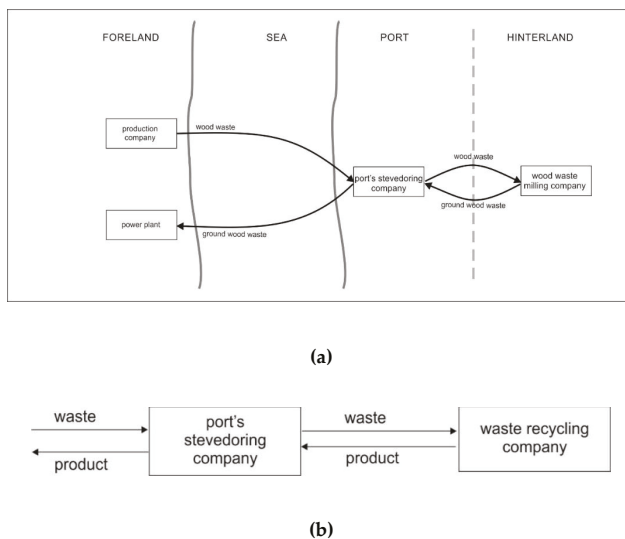 FORELAND SEA PORT HINTERLAND
production
company
wood waste
port's stevedoring
company
wood waste
wood waste
milling company
ground wood waste
power plant
ground wood waste
(a)
waste
product
port's
stevedoring
company
waste
product
waste recycling
company
(b)